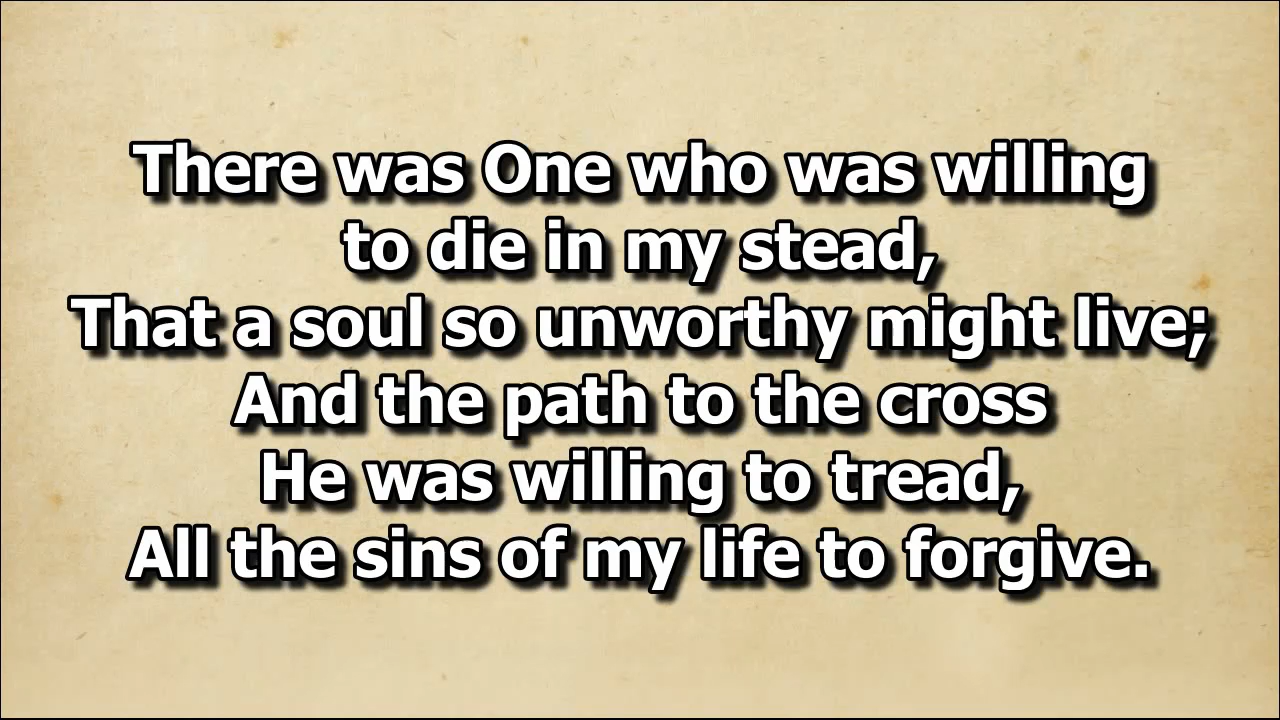 There was One who was willing
to die in my stead,
That a soul so unworthy might live;
And the path to the cross
He was willing to tread,
All the sins of my life to forgive.